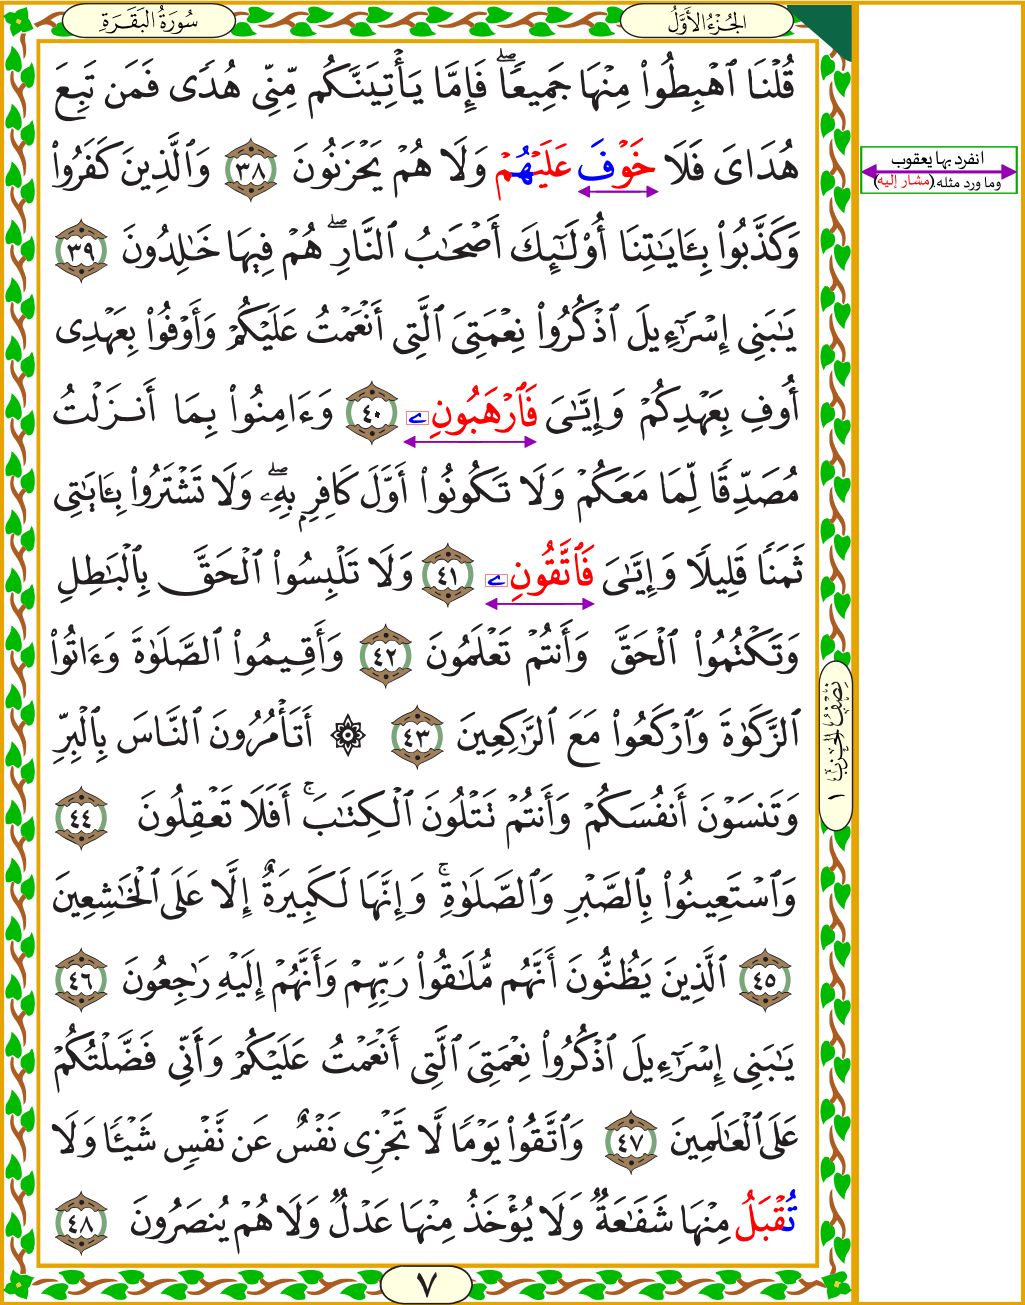 سُورَةُ البَقَرَةِ
الجُزْءُ الأَوَّلُ
قُلْنَا ٱهْبِطُوا۟ مِنْهَا جَمِيعًاۖ فَإِمَّا يَأْتِيَنَّكُم مِّنِّى هُدًى فَمَن تَبِعَ
هُدَاىَ فَلَا خَوْفَ عَلَيْهُمْ وَلَا هُمْ يَحْزَنُونَ ٣٨ وَٱلَّذِينَ كَفَرُوا۟
وَكَذَّبُوا۟ بِـَٔايَـٰتِنَا أُو۟لَـٰٓئِكَ أَصْحَـٰبُ ٱلنَّارِۖ هُمْ فِيهَا خَـٰلِدُونَ ٣٩
يَـٰبَنِى إِسْرَٰٓءِيلَ ٱذْكُرُوا۟ نِعْمَتِىَ ٱلَّتِى أَنْعَمْتُ عَلَيْكُمْ وَأَوْفُوا۟ بِعَهْدِى
أُوفِ بِعَهْدِكُمْ وَإِيَّـٰىَ فَٱرْهَبُونِۦ ٤٠ وَءَامِنُوا۟ بِمَا أَنزَلْتُ
مُصَدِّقًا لِّمَا مَعَكُمْ وَلَا تَكُونُوا۟ أَوَّلَ كَافِرِۭ بِهِۦۖ وَلَا تَشْتَرُوا۟ بِـَٔايَـٰتِى
ثَمَنًا قَلِيلًا وَإِيَّـٰىَ فَٱتَّقُونِۦ ٤١ وَلَا تَلْبِسُوا۟ ٱلْحَقَّ بِٱلْبَـٰطِلِ
وَتَكْتُمُوا۟ ٱلْحَقَّ وَأَنتُمْ تَعْلَمُونَ ٤٢ وَأَقِيمُوا۟ ٱلصَّلَوٰةَ وَءَاتُوا۟
ٱلزَّكَوٰةَ وَٱرْكَعُوا۟ مَعَ ٱلرَّٰكِعِينَ ٤٣ ۞ أَتَأْمُرُونَ ٱلنَّاسَ بِٱلْبِرِّ
وَتَنسَوْنَ أَنفُسَكُمْ وَأَنتُمْ تَتْلُونَ ٱلْكِتَـٰبَۚ أَفَلَا تَعْقِلُونَ ٤٤
وَٱسْتَعِينُوا۟ بِٱلصَّبْرِ وَٱلصَّلَوٰةِۚ وَإِنَّهَا لَكَبِيرَةٌ إِلَّا عَلَى ٱلْخَـٰشِعِينَ
٤٥ ٱلَّذِينَ يَظُنُّونَ أَنَّهُم مُّلَـٰقُوا۟ رَبِّهِمْ وَأَنَّهُمْ إِلَيْهِ رَٰجِعُونَ ٤٦
يَـٰبَنِى إِسْرَٰٓءِيلَ ٱذْكُرُوا۟ نِعْمَتِىَ ٱلَّتِى أَنْعَمْتُ عَلَيْكُمْ وَأَنِّى فَضَّلْتُكُمْ
عَلَى ٱلْعَـٰلَمِينَ ٤٧ وَٱتَّقُوا۟ يَوْمًا لَّا تَجْزِى نَفْسٌ عَن نَّفْسٍ شَيْـًٔا وَلَا
تُقْبَلُ مِنْهَا شَفَـٰعَةٌ وَلَا يُؤْخَذُ مِنْهَا عَدْلٌ وَلَا هُمْ يُنصَرُونَ ٤٨
٧
انفرد بها يعقوب
وما ورد مثله.(مشار إليه)
نِصْفُ الحِزْبِ ١